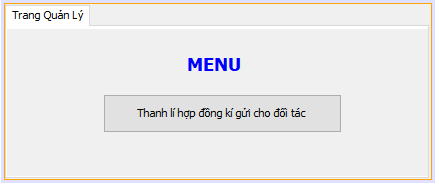 Trang Quản Lý
MENU
Thanh lí hợp đồng kí gửi cho đối tác